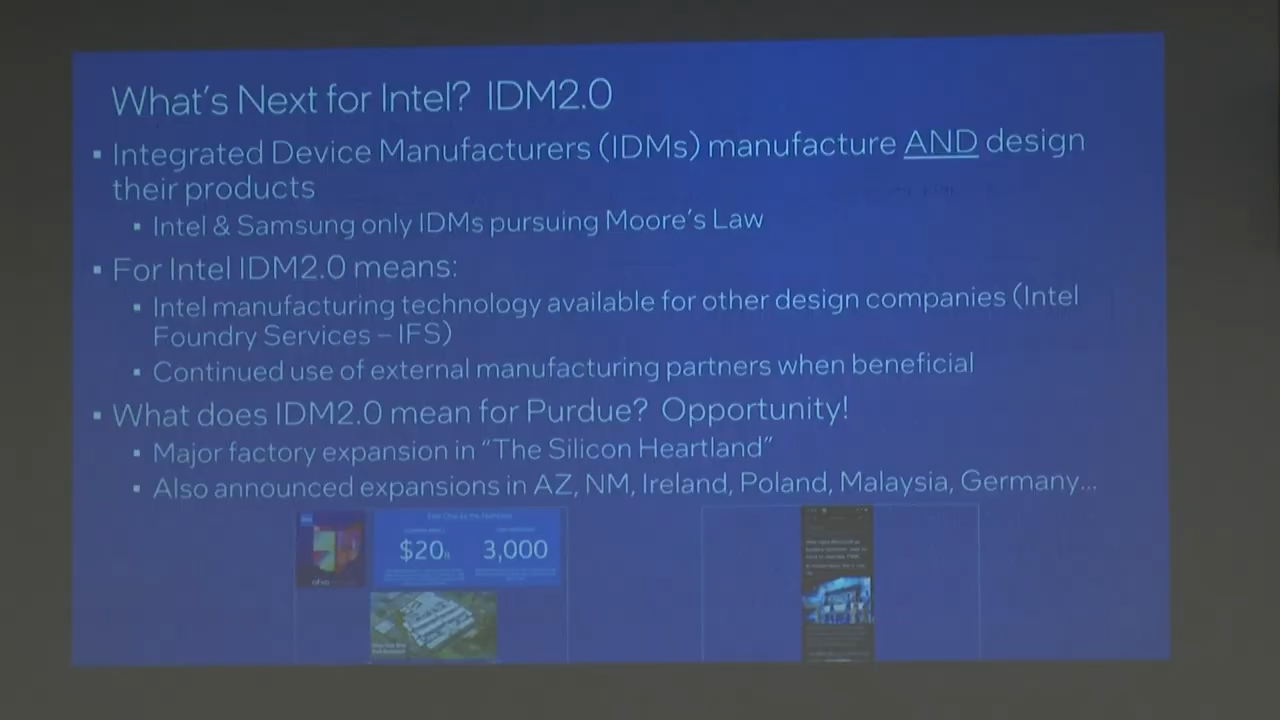 What's Next for Intel? IDM2.0
▪ Integrated Device Manufacturers (IDMs) manufacture AND design
their products
▪ Intel & Samsung only IDMs pursuing Moore's Law
▪ For Intel IDM2.0 means:
▪ Intel manufacturing technology available for other design companies (Intel
Foundry Services – IFS)
▪ Continued use of external manufacturing partners when beneficial
▪ What does IDM2.0 mean for Purdue? Opportunity!
▪ Major factory expansion in “The Silicon Heartland”
▪ Also announced expansions in AZ, NM, Ireland, Poland, Malaysia, Germany...
$20
3,000